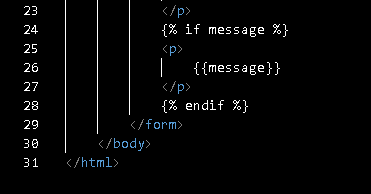 23 </p>
24 {% if message %}
25 <p>
26 {{message}}
27 </p>
28 {% endif %}
29 </form>
30 </body>
31 </html>